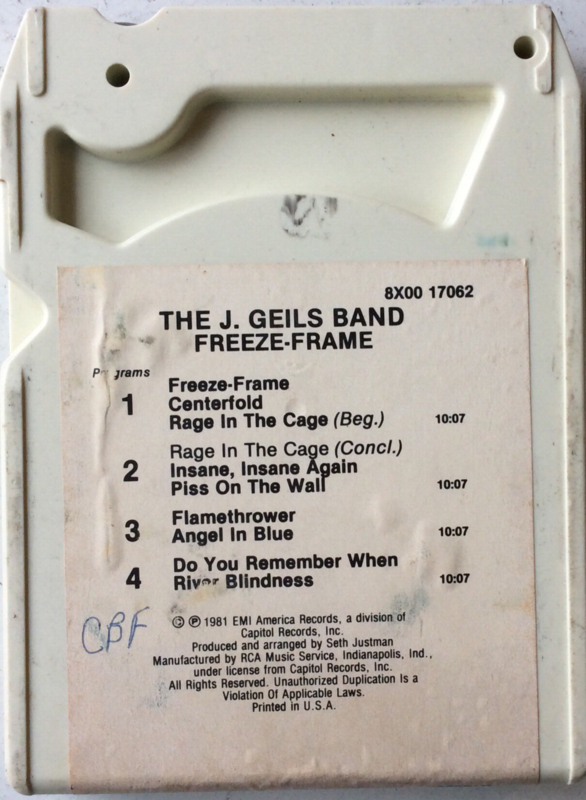 8X00 17062
THE J. GEILS BAND
FREEZE-FRAME
Programs
1 Freeze-Frame
Centerfold
Rage In The Cage (Beg.) 10:07
2 Rage In The Cage (Concl.)
Insane, Insane Again
Piss On The Wall 10:07
3 Flamethrower
Angel In Blue 10:07
4 Do You Remember When
River Blindness 10:07
CBF
© ℗ 1981 EMI America Records, a division of
Capitol Records, Inc.
Produced and arranged by Seth Justman
Manufactured by RCA Music Service, Indianapolis, Ind.,
under license from Capitol Records, Inc.
All Rights Reserved. Unauthorized Duplication Is a
Violation Of Applicable Laws.
Printed in U.S.A.